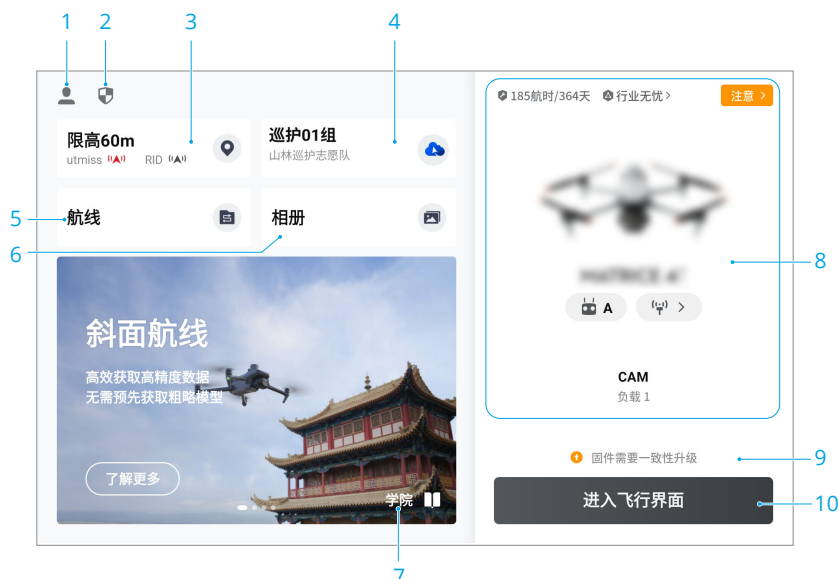 1
2
3
4
185航时/364天
行业无忧
注意
限高60m
utmiss
RID
巡护01组
山林巡护志愿队
5
航线
相册
6
8
A
斜面航线
高效获取高精度数据
无需预先获取粗略模型
CAM
负载 1
了解更多
学院
固件需要一致性升级
9
进入飞行界面
10
7